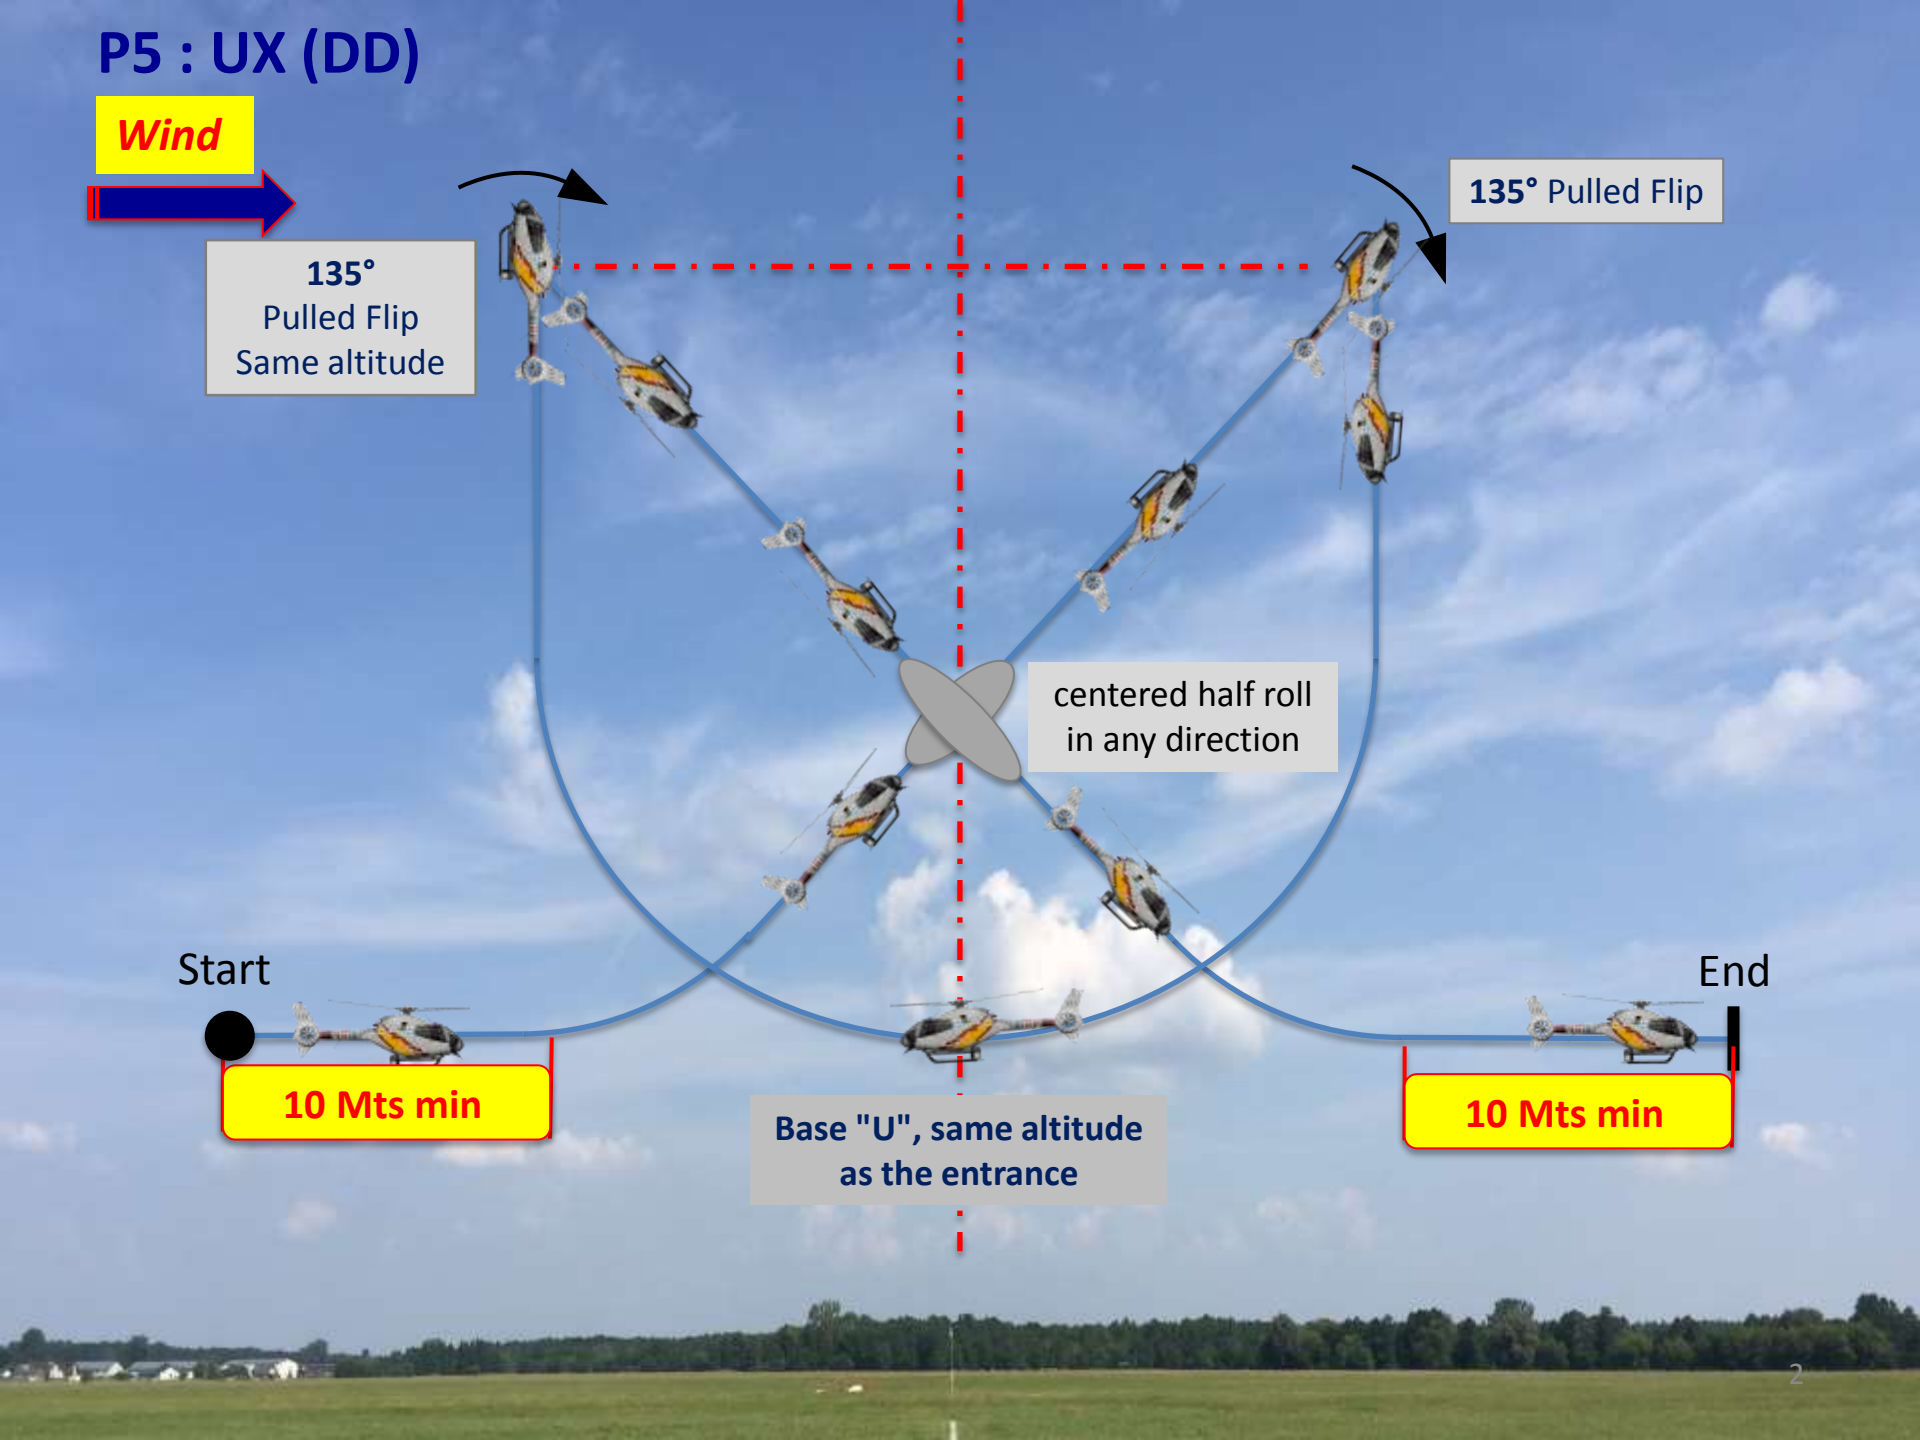 P5 : UX (DD)
Wind
135°
Pulled Flip
Same altitude
135° Pulled Flip
centered half roll
in any direction
Start
End
10 Mts min
10 Mts min
Base "U", same altitude
as the entrance
2